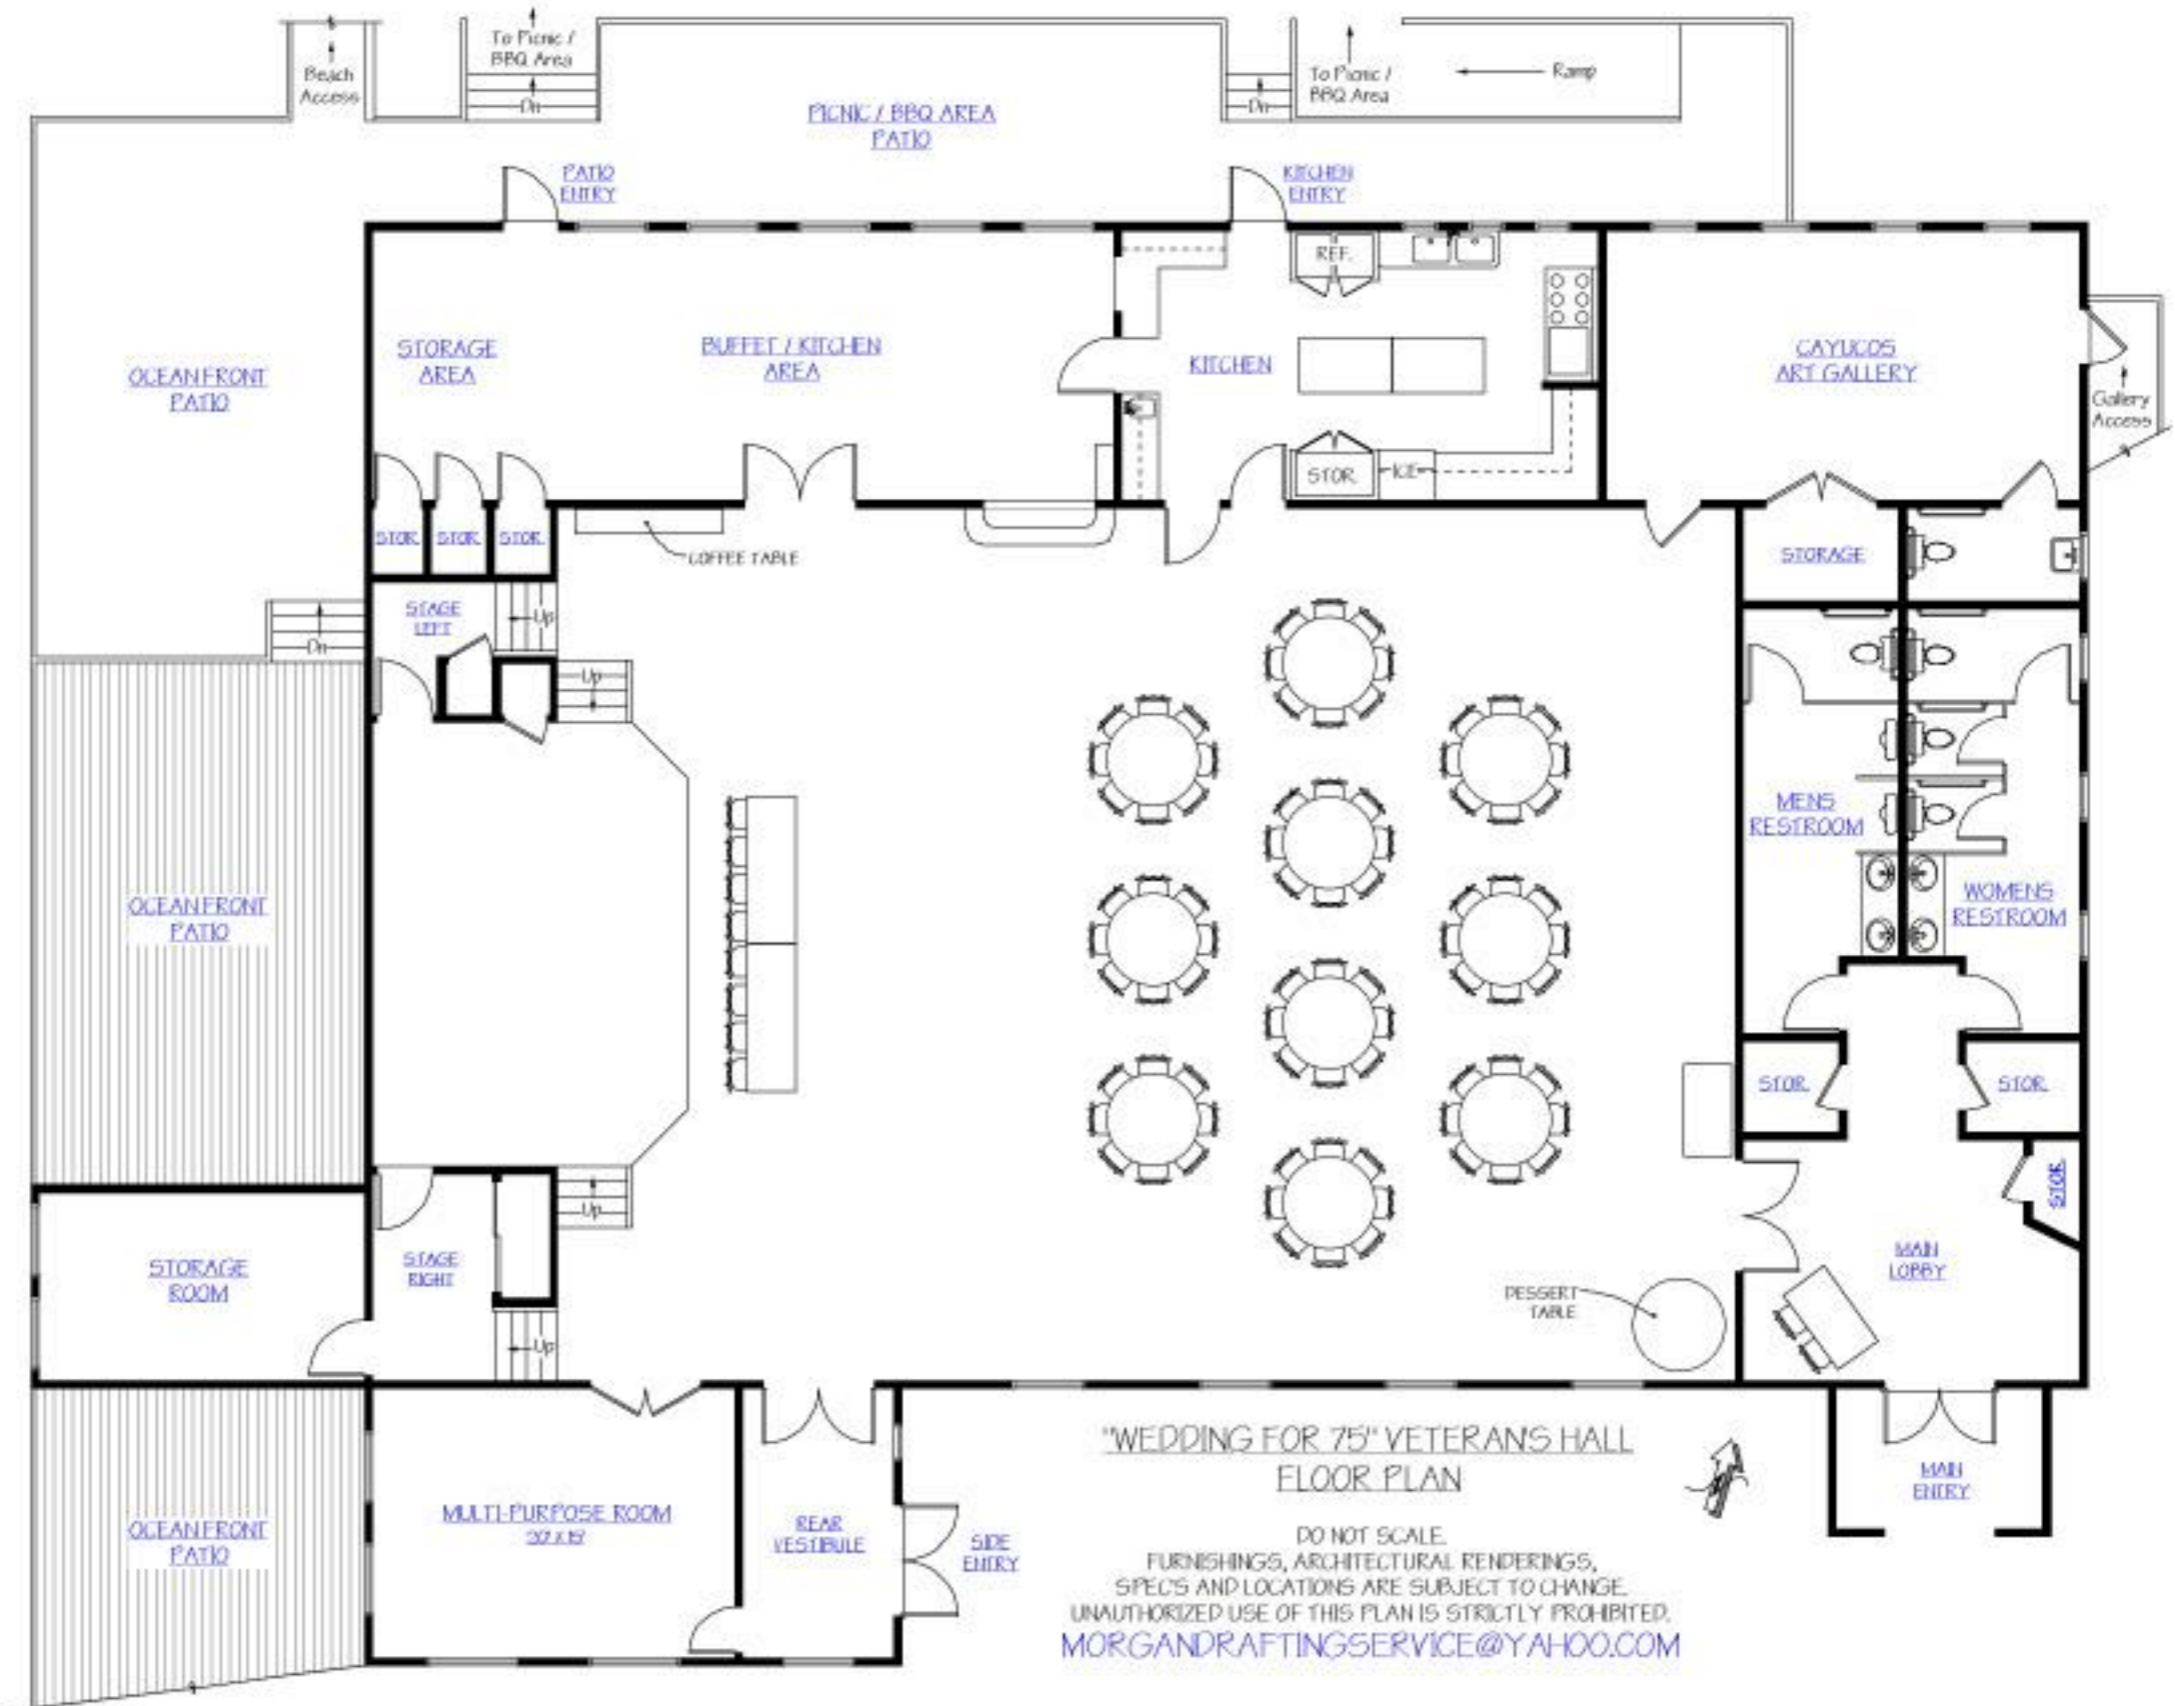 To Picnic /
BBQ Area
Beach
Access
Dn
To Picnic /
BBQ Area
Ramp
Dn
PICNIC / BBQ AREA
PATIO
PATIO
ENTRY
KITCHEN
ENTRY
REF.
OCEANFRONT
PATIO
STORAGE
AREA
BUFFET / KITCHEN
AREA
KITCHEN
CAYUCOS
ART GALLERY
Gallery
Access
STOR.
ICE
STOR.
STOR.
STOR.
COFFEE TABLE
STORAGE
STAGE
LEFT
Up
Dn
Up
MENS
RESTROOM
OCEANFRONT
PATIO
WOMENS
RESTROOM
STOR.
STOR.
STOR.
Up
STORAGE
ROOM
STAGE
RIGHT
MAIN
LOBBY
DESSERT
TABLE
Up
"WEDDING FOR 75" VETERAN'S HALL
FLOOR PLAN
MAIN
ENTRY
OCEANFRONT
PATIO
MULTI-PURPOSE ROOM
REAR
VESTIBULE
SIDE
ENTRY
DO NOT SCALE.
FURNISHINGS, ARCHITECTURAL RENDERINGS,
SPEC'S AND LOCATIONS ARE SUBJECT TO CHANGE.
UNAUTHORIZED USE OF THIS PLAN IS STRICTLY PROHIBITED.
MORGANDRAFTINGSERVICE@YAHOO.COM